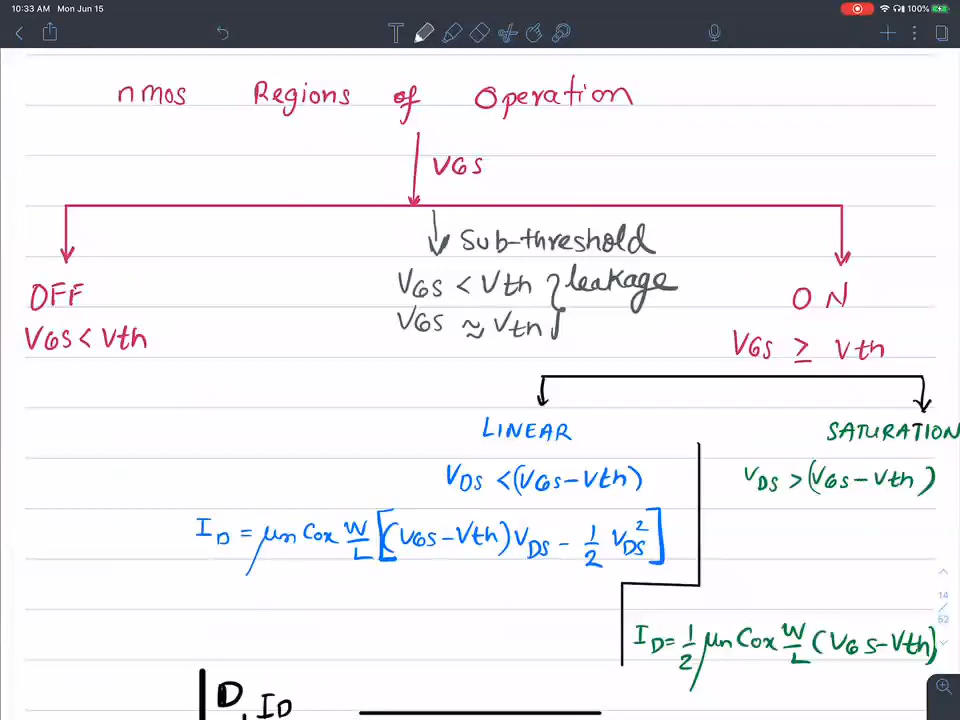 10:33 AM Mon Jun 15
100%
nmos Regions of Operation
VGS
Sub-threshold
VGS < Vth } leakage
VGS ≈ Vth
OFF
VGS < Vth
ON
VGS ≥ Vth
LINEAR
VDS < (VGS - Vth)
ID = μn Cox W/L [(VGS - Vth) VDS - 1/2 VDS²]
SATURATION
VDS > (VGS - Vth)
ID = 1/2 μn Cox W/L (VGS - Vth)
14
/
52
D
ID